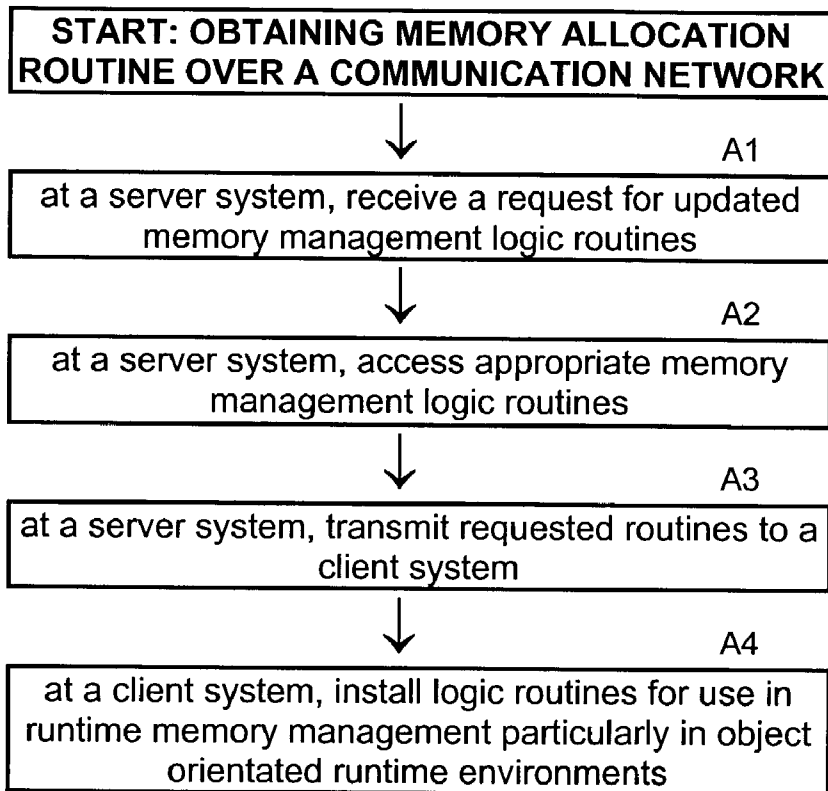 START: OBTAINING MEMORY ALLOCATION
ROUTINE OVER A COMMUNICATION NETWORK
A1
at a server system, receive a request for updated
memory management logic routines
A2
at a server system, access appropriate memory
management logic routines
A3
at a server system, transmit requested routines to a
client system
A4
at a client system, install logic routines for use in
runtime memory management particularly in object
orientated runtime environments